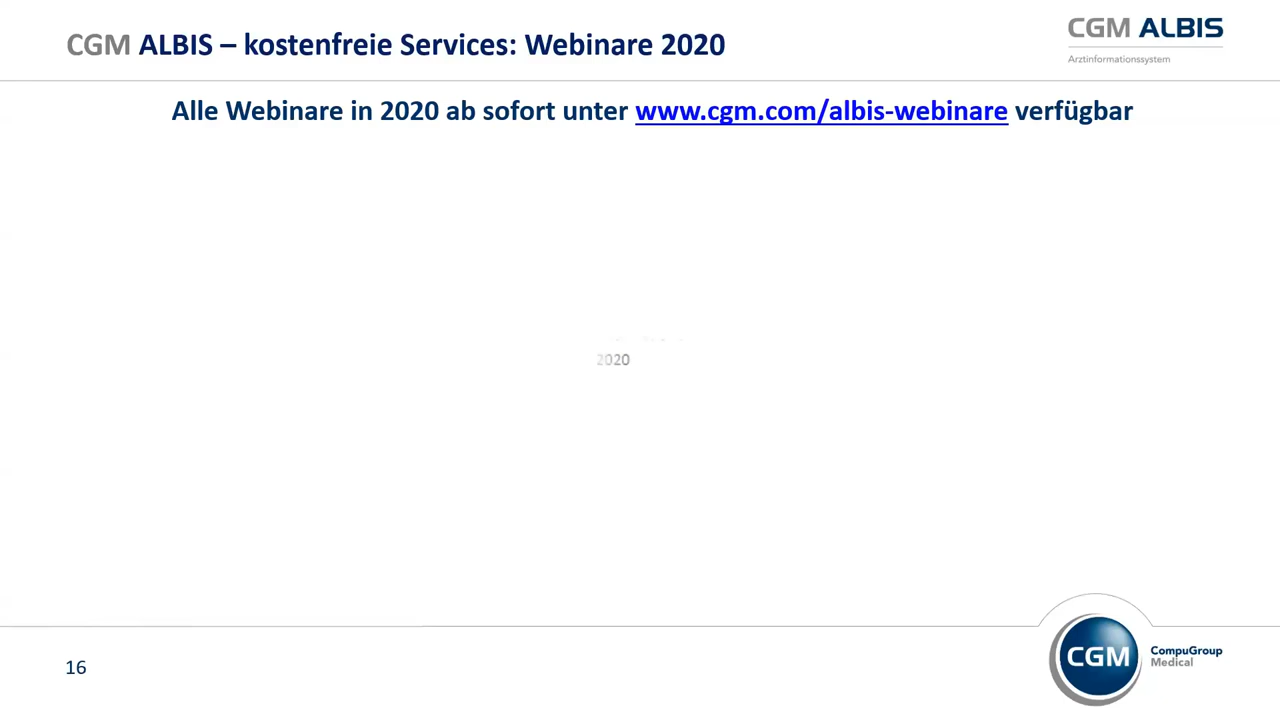 CGM ALBIS – kostenfreie Services: Webinare 2020
CGM ALBIS
Arztinformationssystem
Alle Webinare in 2020 ab sofort unter www.cgm.com/albis-webinare verfügbar
2020
16
CGM
CompuGroup
Medical